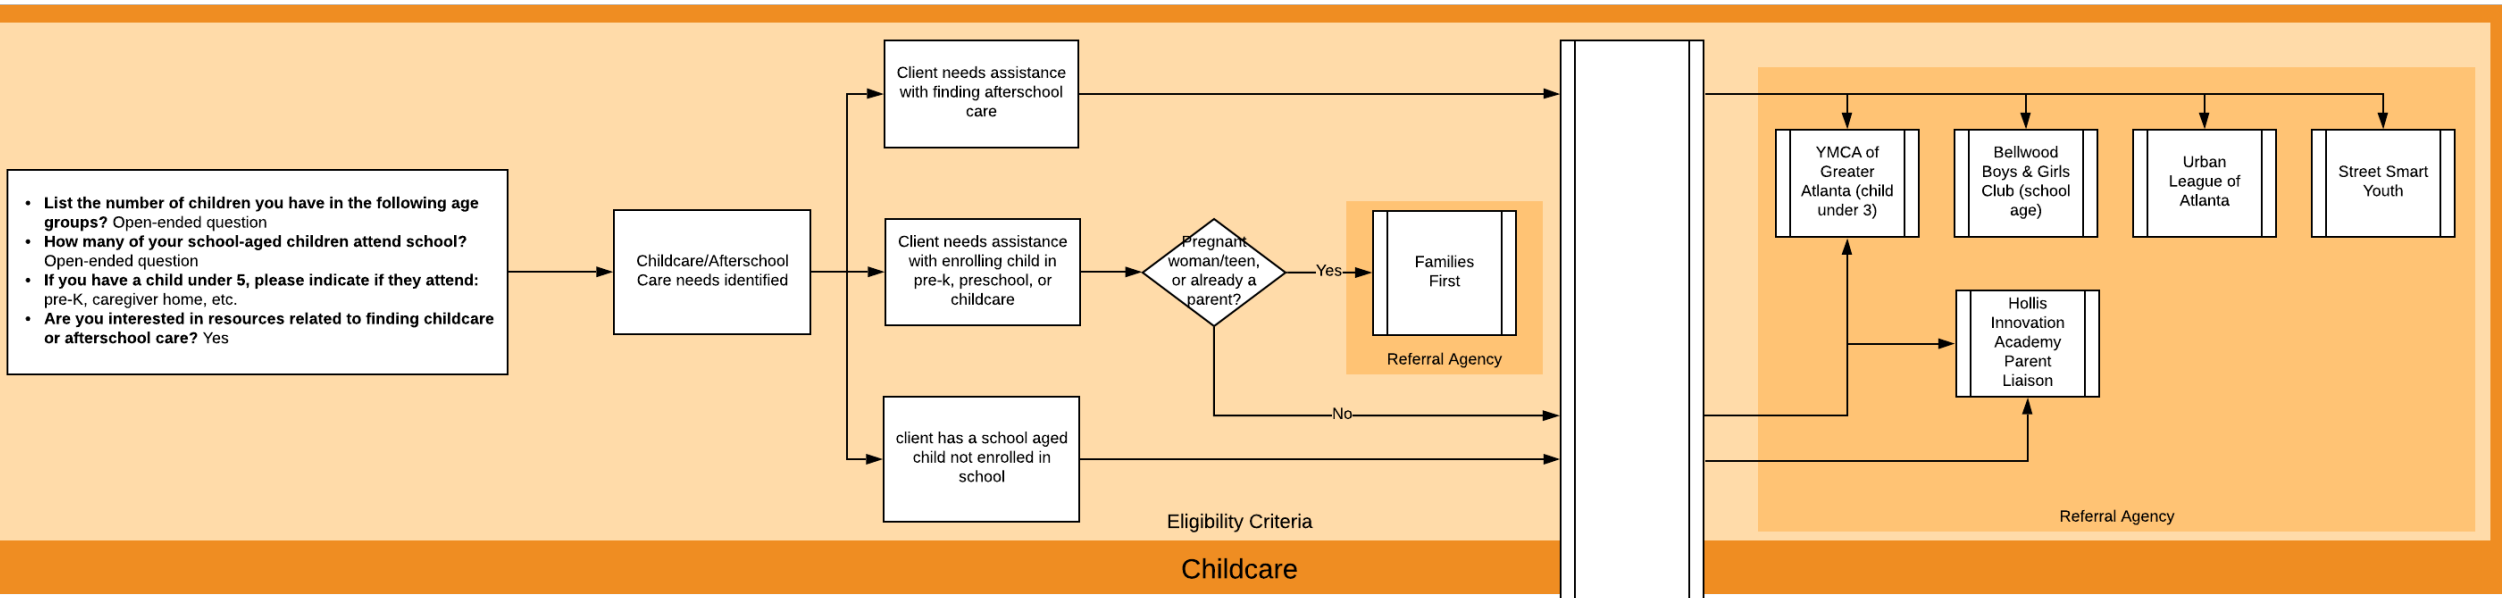 • List the number of children you have in the following age
groups? Open-ended question
• How many of your school-aged children attend school?
Open-ended question
• If you have a child under 5, please indicate if they attend:
pre-K, caregiver home, etc.
• Are you interested in resources related to finding childcare
or afterschool care? Yes
Childcare/Afterschool
Care needs identified
Client needs assistance
with finding afterschool
care
Client needs assistance
with enrolling child in
pre-k, preschool, or
childcare
client has a school aged
child not enrolled in
school
Pregnant
woman/teen,
or already a
parent?
Yes
No
Families
First
Referral Agency
Eligibility Criteria
YMCA of
Greater
Atlanta (child
under 3)
Bellwood
Boys & Girls
Club (school
age)
Urban
League of
Atlanta
Street Smart
Youth
Hollis
Innovation
Academy
Parent
Liaison
Referral Agency
Childcare